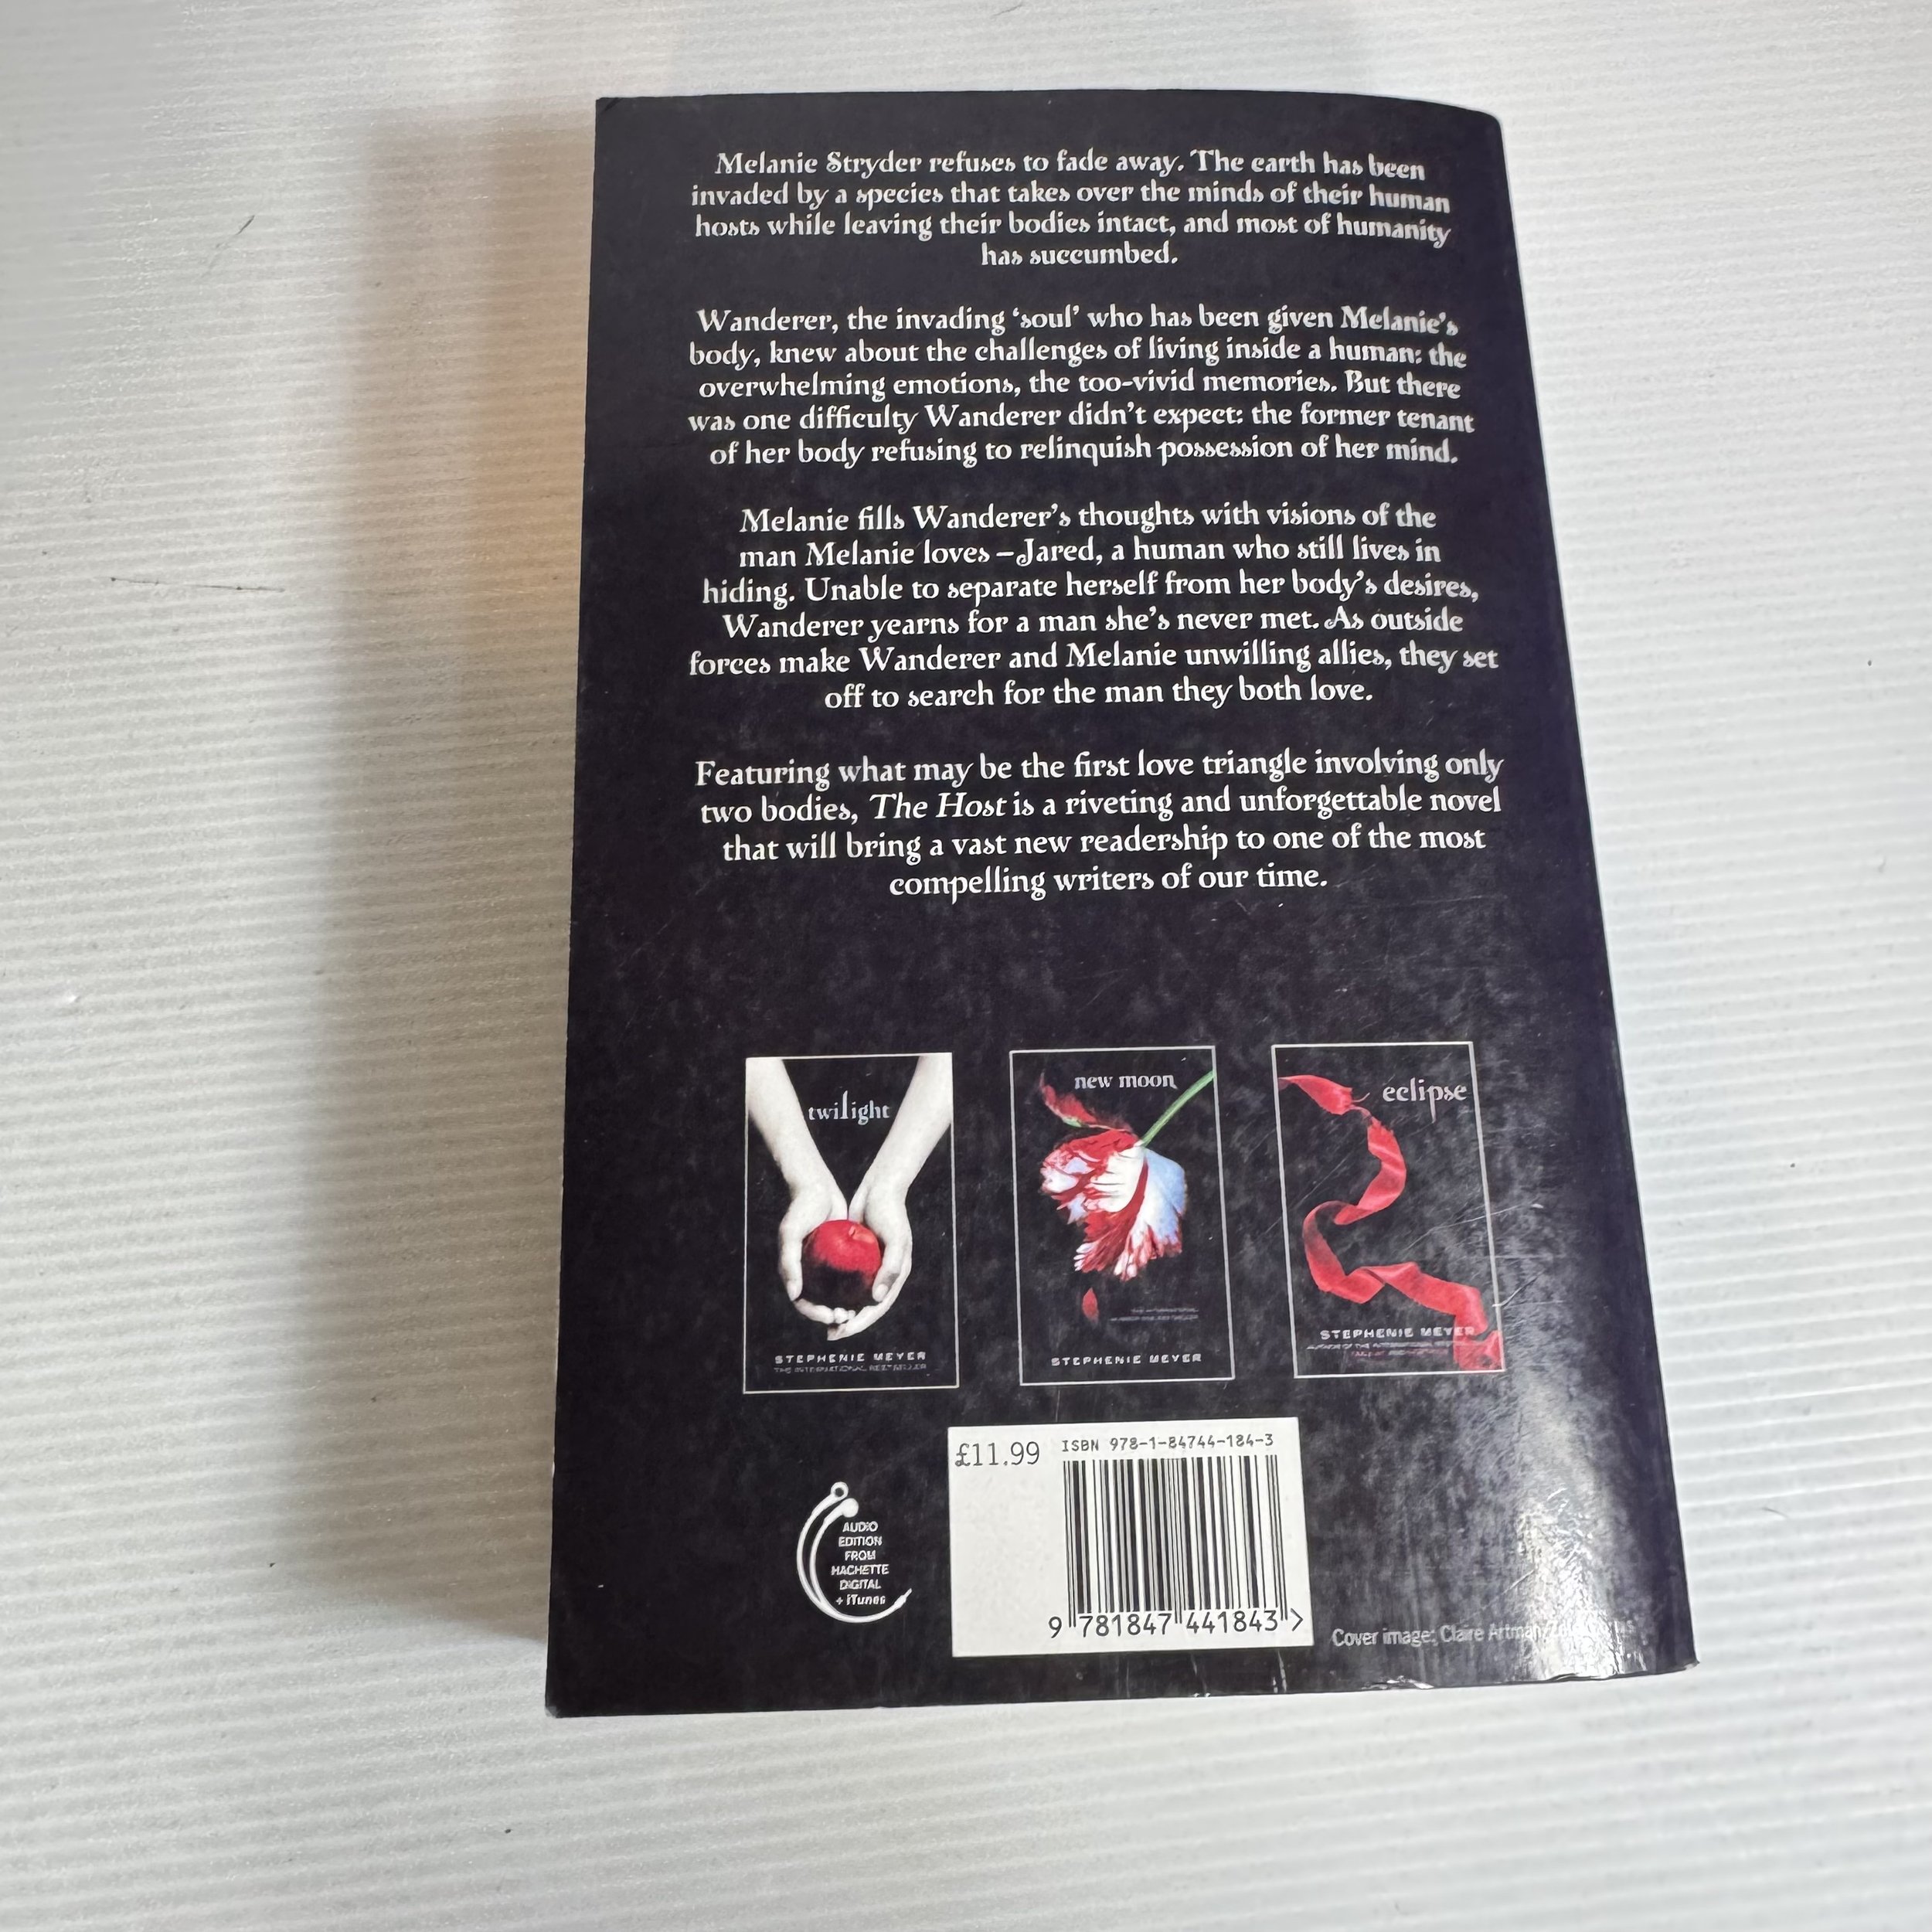 Melanie Stryder refuses to fade away. The earth has been
invaded by a species that takes over the minds of their human
hosts while leaving their bodies intact, and most of humanity
has succumbed.
Wanderer, the invading ‘soul’ who has been given Melanie’s
body, knew about the challenges of living inside a human: the
overwhelming emotions, the too-vivid memories. But there
was one difficulty Wanderer didn’t expect: the former tenant
of her body refusing to relinquish possession of her mind.
Melanie fills Wanderer’s thoughts with visions of the
man Melanie loves – Jared, a human who still lives in
hiding. Unable to separate herself from her body’s desires,
Wanderer yearns for a man she’s never met. As outside
forces make Wanderer and Melanie unwilling allies, they set
off to search for the man they both love.
Featuring what may be the first love triangle involving only
two bodies, The Host is a riveting and unforgettable novel
that will bring a vast new readership to one of the most
compelling writers of our time.
twilight
STEPHENIE MEYER
THE INTERNATIONAL BESTSELLER
new moon
STEPHENIE MEYER
eclipse
STEPHENIE MEYER
£11.99
ISBN 978-1-84744-184-3
9 781847 441843 >
AUDIO
EDITION
FROM
HACHETTE
DIGITAL
+ iTunes
Cover image: Claire